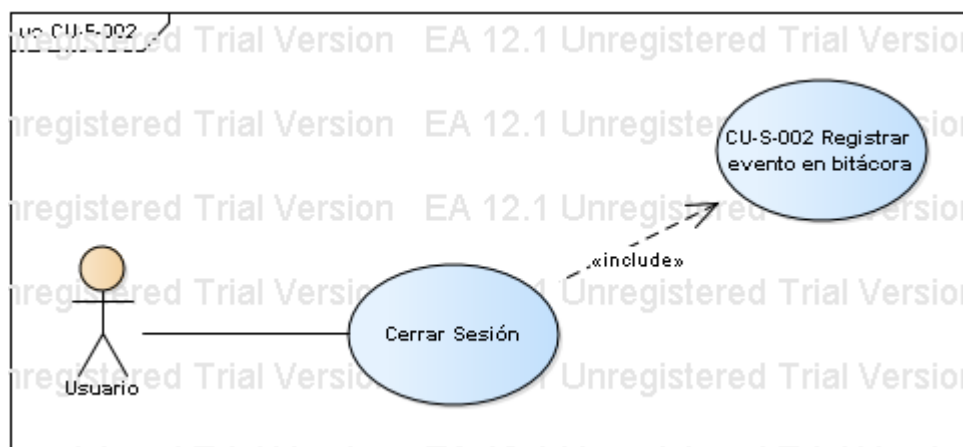 uc CU-F-002
CU-S-002 Registrar
evento en bitácora
«include»
Cerrar Sesión
Usuario
EA 12.1 Unregistered Trial Version